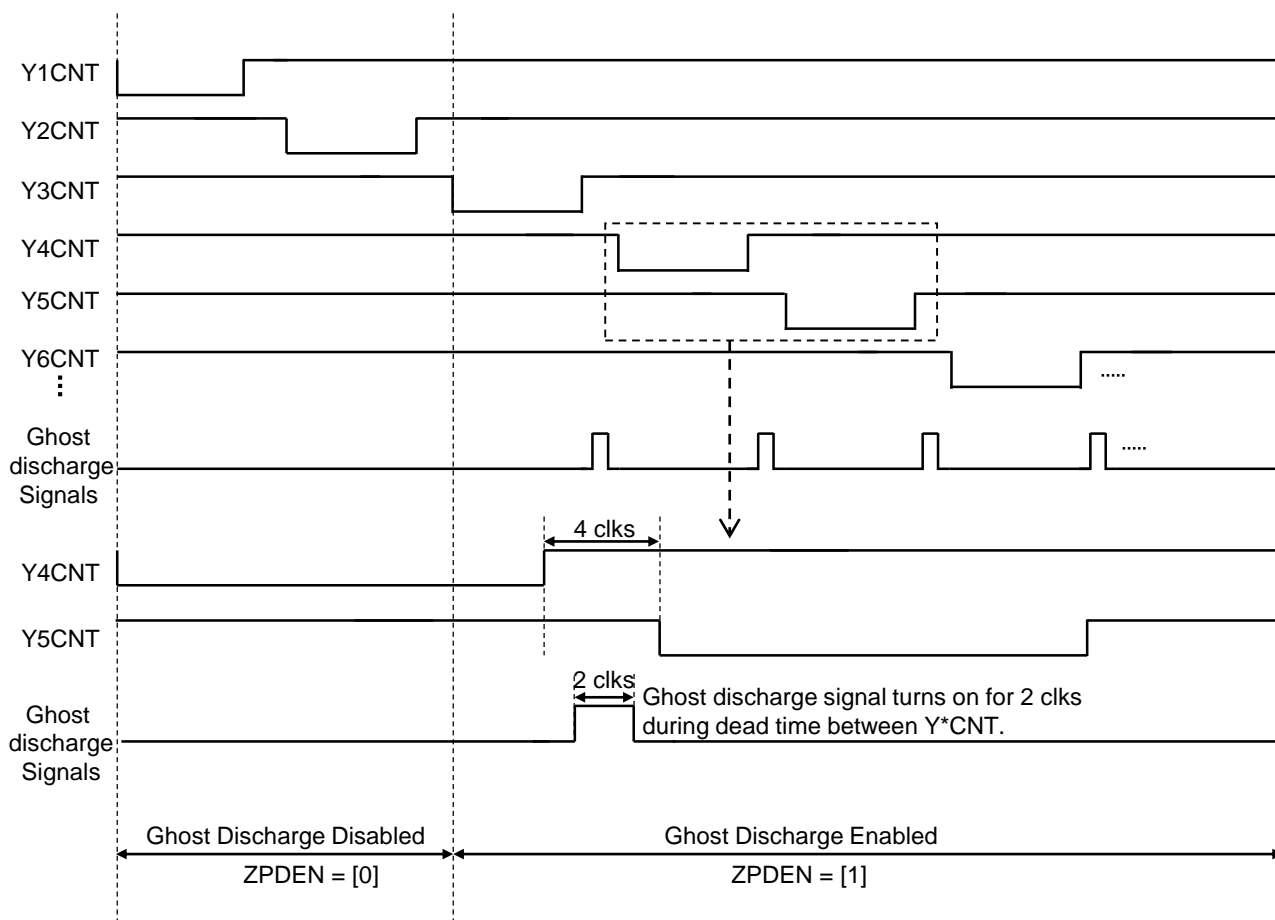 Y1CNT
Y2CNT
Y3CNT
Y4CNT
Y5CNT
Y6CNT
.....
Ghost
discharge
Signals
.....
4 clks
Y4CNT
Y5CNT
2 clks
Ghost discharge signal turns on for 2 clks
during dead time between Y*CNT.
Ghost
discharge
Signals
Ghost Discharge Disabled
Ghost Discharge Enabled
ZPDEN = [0]
ZPDEN = [1]